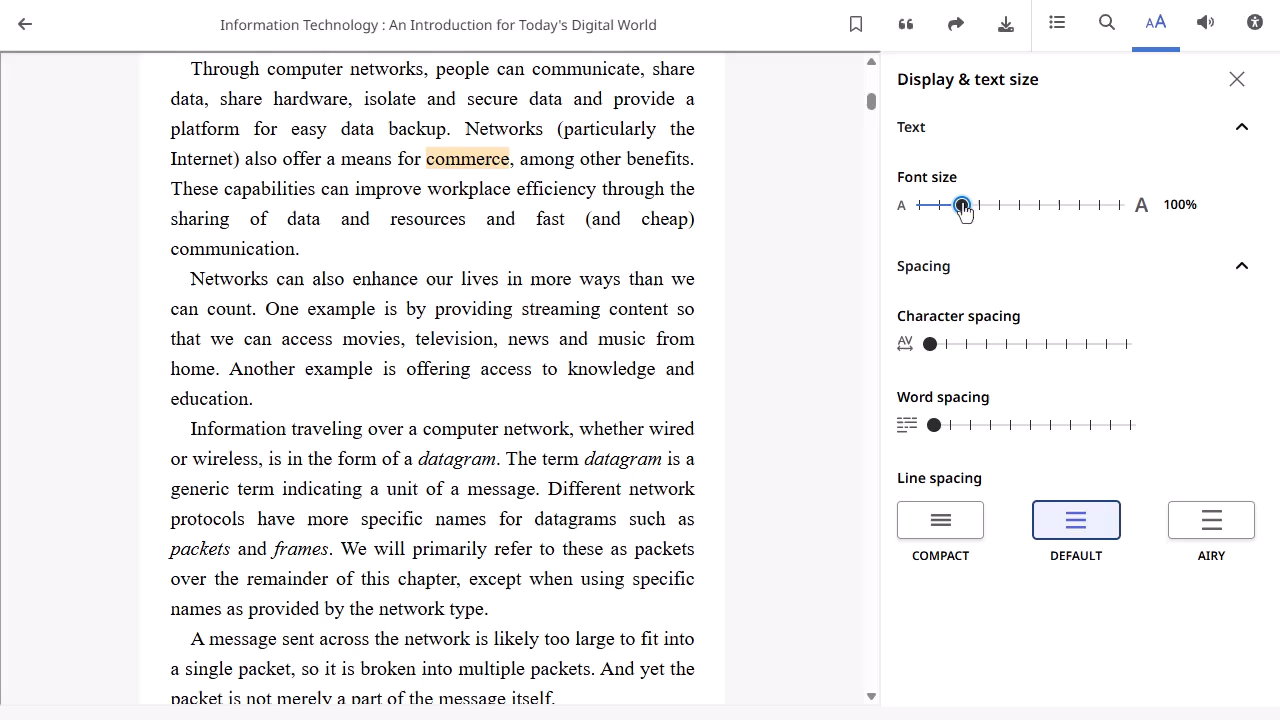 Information Technology : An Introduction for Today's Digital World
AA
Through computer networks, people can communicate, share
data, share hardware, isolate and secure data and provide a
platform for easy data backup. Networks (particularly the
Internet) also offer a means for commerce, among other benefits.
These capabilities can improve workplace efficiency through the
sharing of data and resources and fast (and cheap)
communication.
Networks can also enhance our lives in more ways than we
can count. One example is by providing streaming content so
that we can access movies, television, news and music from
home. Another example is offering access to knowledge and
education.
Information traveling over a computer network, whether wired
or wireless, is in the form of a datagram. The term datagram is a
generic term indicating a unit of a message. Different network
protocols have more specific names for datagrams such as
packets and frames. We will primarily refer to these as packets
over the remainder of this chapter, except when using specific
names as provided by the network type.
A message sent across the network is likely too large to fit into
a single packet, so it is broken into multiple packets. And yet the
packet is not merely a part of the message itself.
Display & text size
Text
Font size
A A 100%
Spacing
Character spacing
AV
Word spacing
Line spacing
COMPACT DEFAULT AIRY